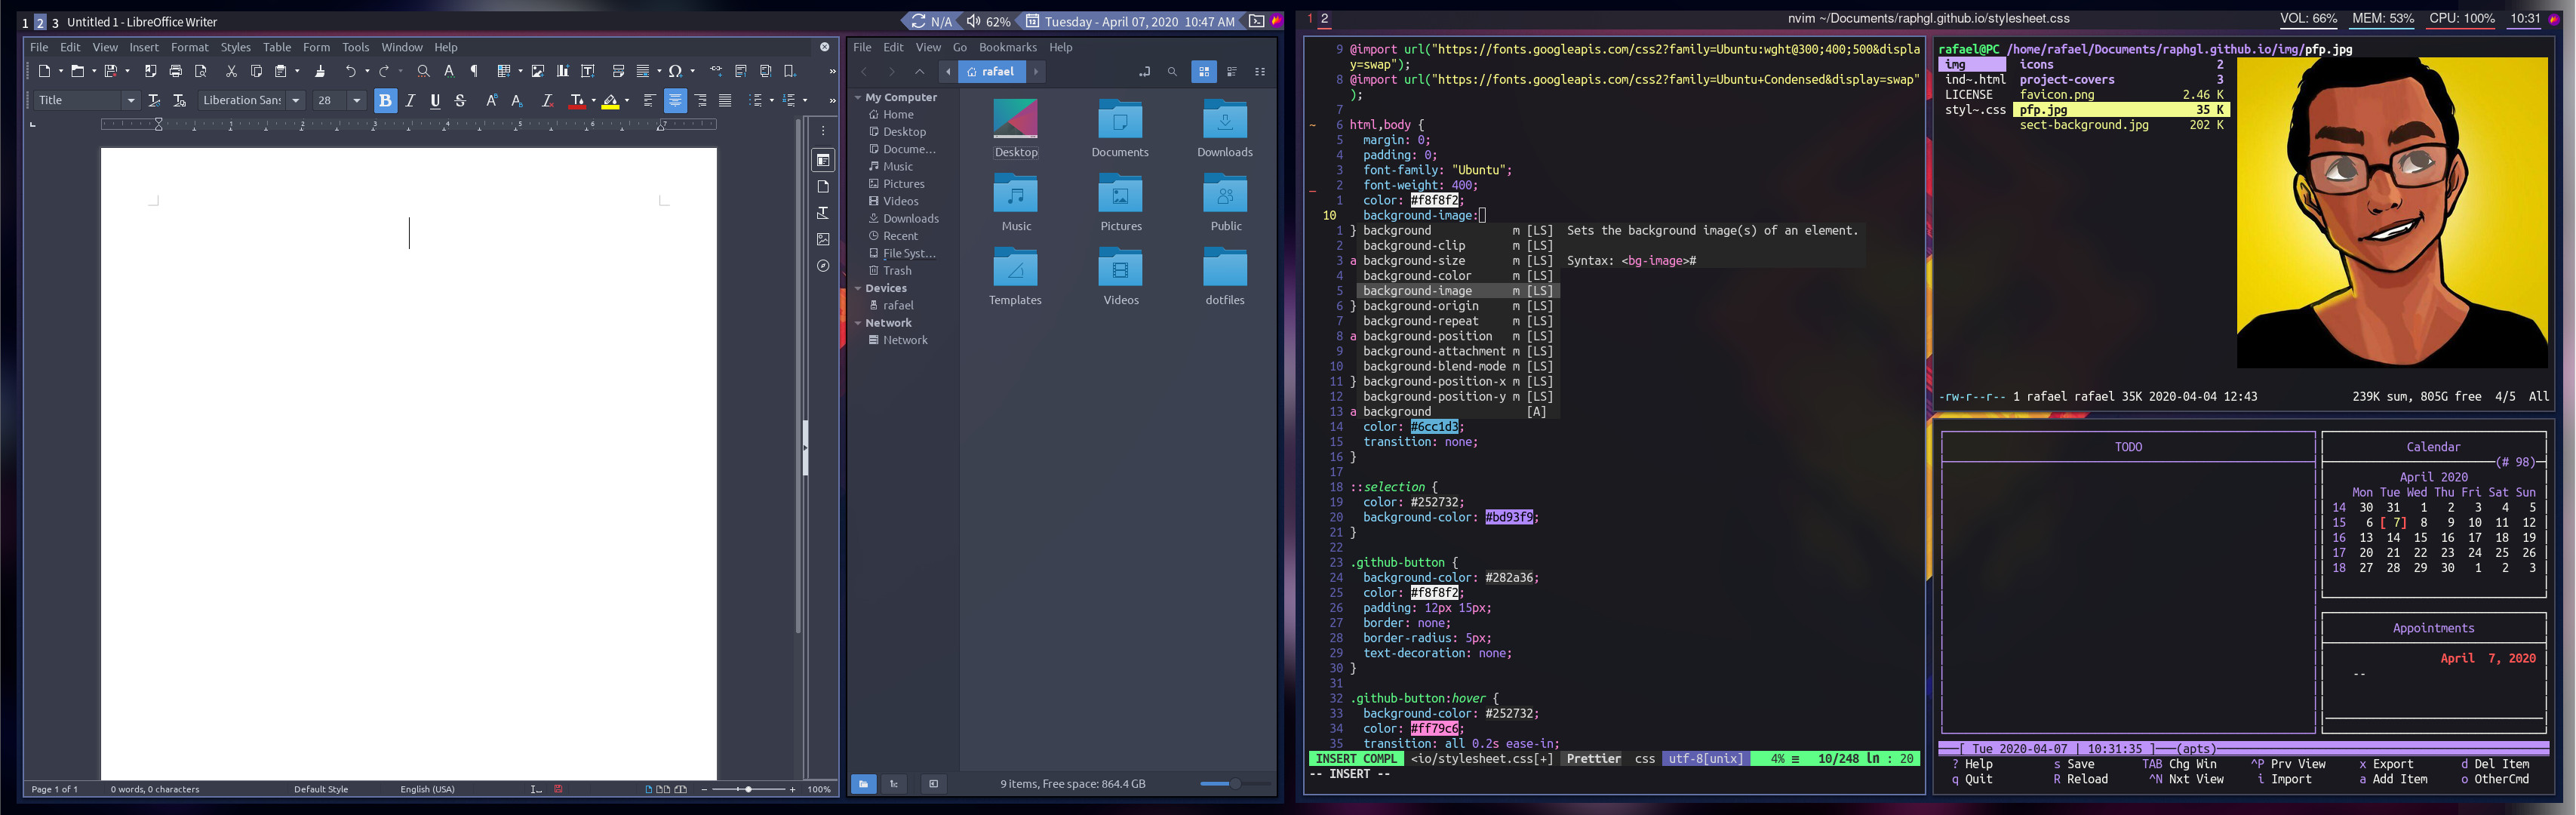 1 2 3 Untitled 1 - LibreOffice Writer
N/A 62% Tuesday - April 07, 2020 10:47 AM
File Edit View Insert Format Styles Table Form Tools Window Help
Title Liberation Sans 28
1 1 2 3 4 5 6 7
Page 1 of 1 0 words, 0 characters Default Style English (USA) 100%
File Edit View Go Bookmarks Help
rafael
My Computer
Home
Desktop
Docume...
Music
Pictures
Videos
Downloads
Recent
File Syst...
Trash
Devices
rafael
Network
Network
Desktop Documents Downloads
Music Pictures Public
Templates Videos dotfiles
9 items, Free space: 864.4 GB
1 2 nvim ~/Documents/raphgl.github.io/stylesheet.css VOL: 66% MEM: 53% CPU: 100% 10:31
9 @import url("https://fonts.googleapis.com/css2?family=Ubuntu:wght@300;400;500&displa
y=swap");
8 @import url("https://fonts.googleapis.com/css2?family=Ubuntu+Condensed&display=swap"
);
7
~ 6 html,body {
5 margin: 0;
4 padding: 0;
3 font-family: "Ubuntu";
_ 2 font-weight: 400;
1 color: #f8f8f2;
10 background-image:
1 } background m [LS] Sets the background image(s) of an element.
2 background-clip m [LS]
3 a background-size m [LS] Syntax: <bg-image>#
4 background-color m [LS]
5 background-image m [LS]
6 } background-origin m [LS]
7 background-repeat m [LS]
8 a background-position m [LS]
9 background-attachment m [LS]
10 background-blend-mode m [LS]
11 } background-position-x m [LS]
12 background-position-y m [LS]
13 a background [A]
14 color: #6cc1d3;
15 transition: none;
16 }
17
18 ::selection {
19 color: #252732;
20 background-color: #bd93f9;
21 }
22
23 .github-button {
24 background-color: #282a36;
25 color: #f8f8f2;
26 padding: 12px 15px;
27 border: none;
28 border-radius: 5px;
29 text-decoration: none;
30 }
31
32 .github-button:hover {
33 background-color: #252732;
34 color: #ff79c6;
35 transition: all 0.2s ease-in;
INSERT COMPL <io/stylesheet.css[+] Prettier css utf-8[unix] 4% ≡ 10/248 ln : 20
-- INSERT --
rafael@PC /home/rafael/Documents/raphgl.github.io/img/pfp.jpg
img icons 2
ind~.html project-covers 3
LICENSE favicon.png 2.46 K
styl~.css pfp.jpg 35 K
sect-background.jpg 202 K
-rw-r--r-- 1 rafael rafael 35K 2020-04-04 12:43 239K sum, 805G free 4/5 All
TODO
Calendar
(# 98)
April 2020
Mon Tue Wed Thu Fri Sat Sun
14 30 31 1 2 3 4 5
15 6 [ 7] 8 9 10 11 12
16 13 14 15 16 17 18 19
17 20 21 22 23 24 25 26
18 27 28 29 30 1 2 3
Appointments
April 7, 2020
--
[ Tue 2020-04-07 | 10:31:35 ] (apts)
? Help s Save TAB Chg Win ^P Prv View x Export d Del Item
q Quit R Reload ^N Nxt View i Import a Add Item o OtherCmd